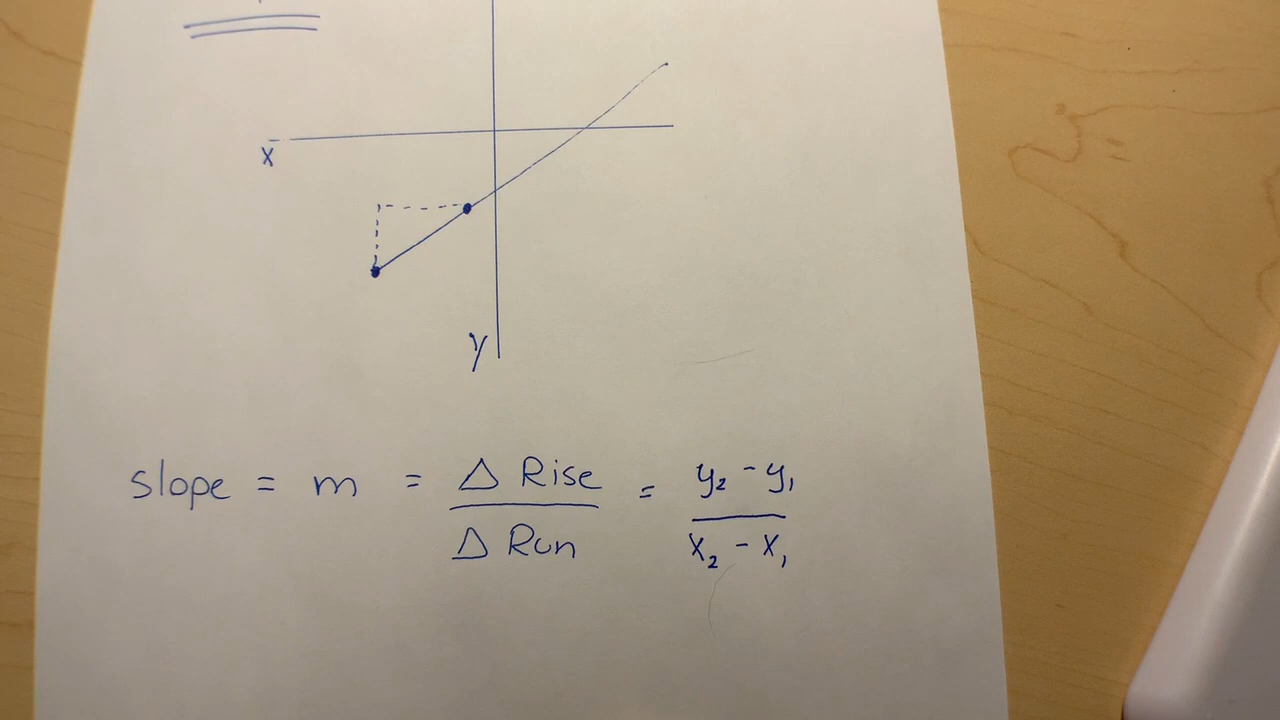 x
y
slope = m = Δ Rise / Δ Run = y₂ - y₁ / x₂ - x₁